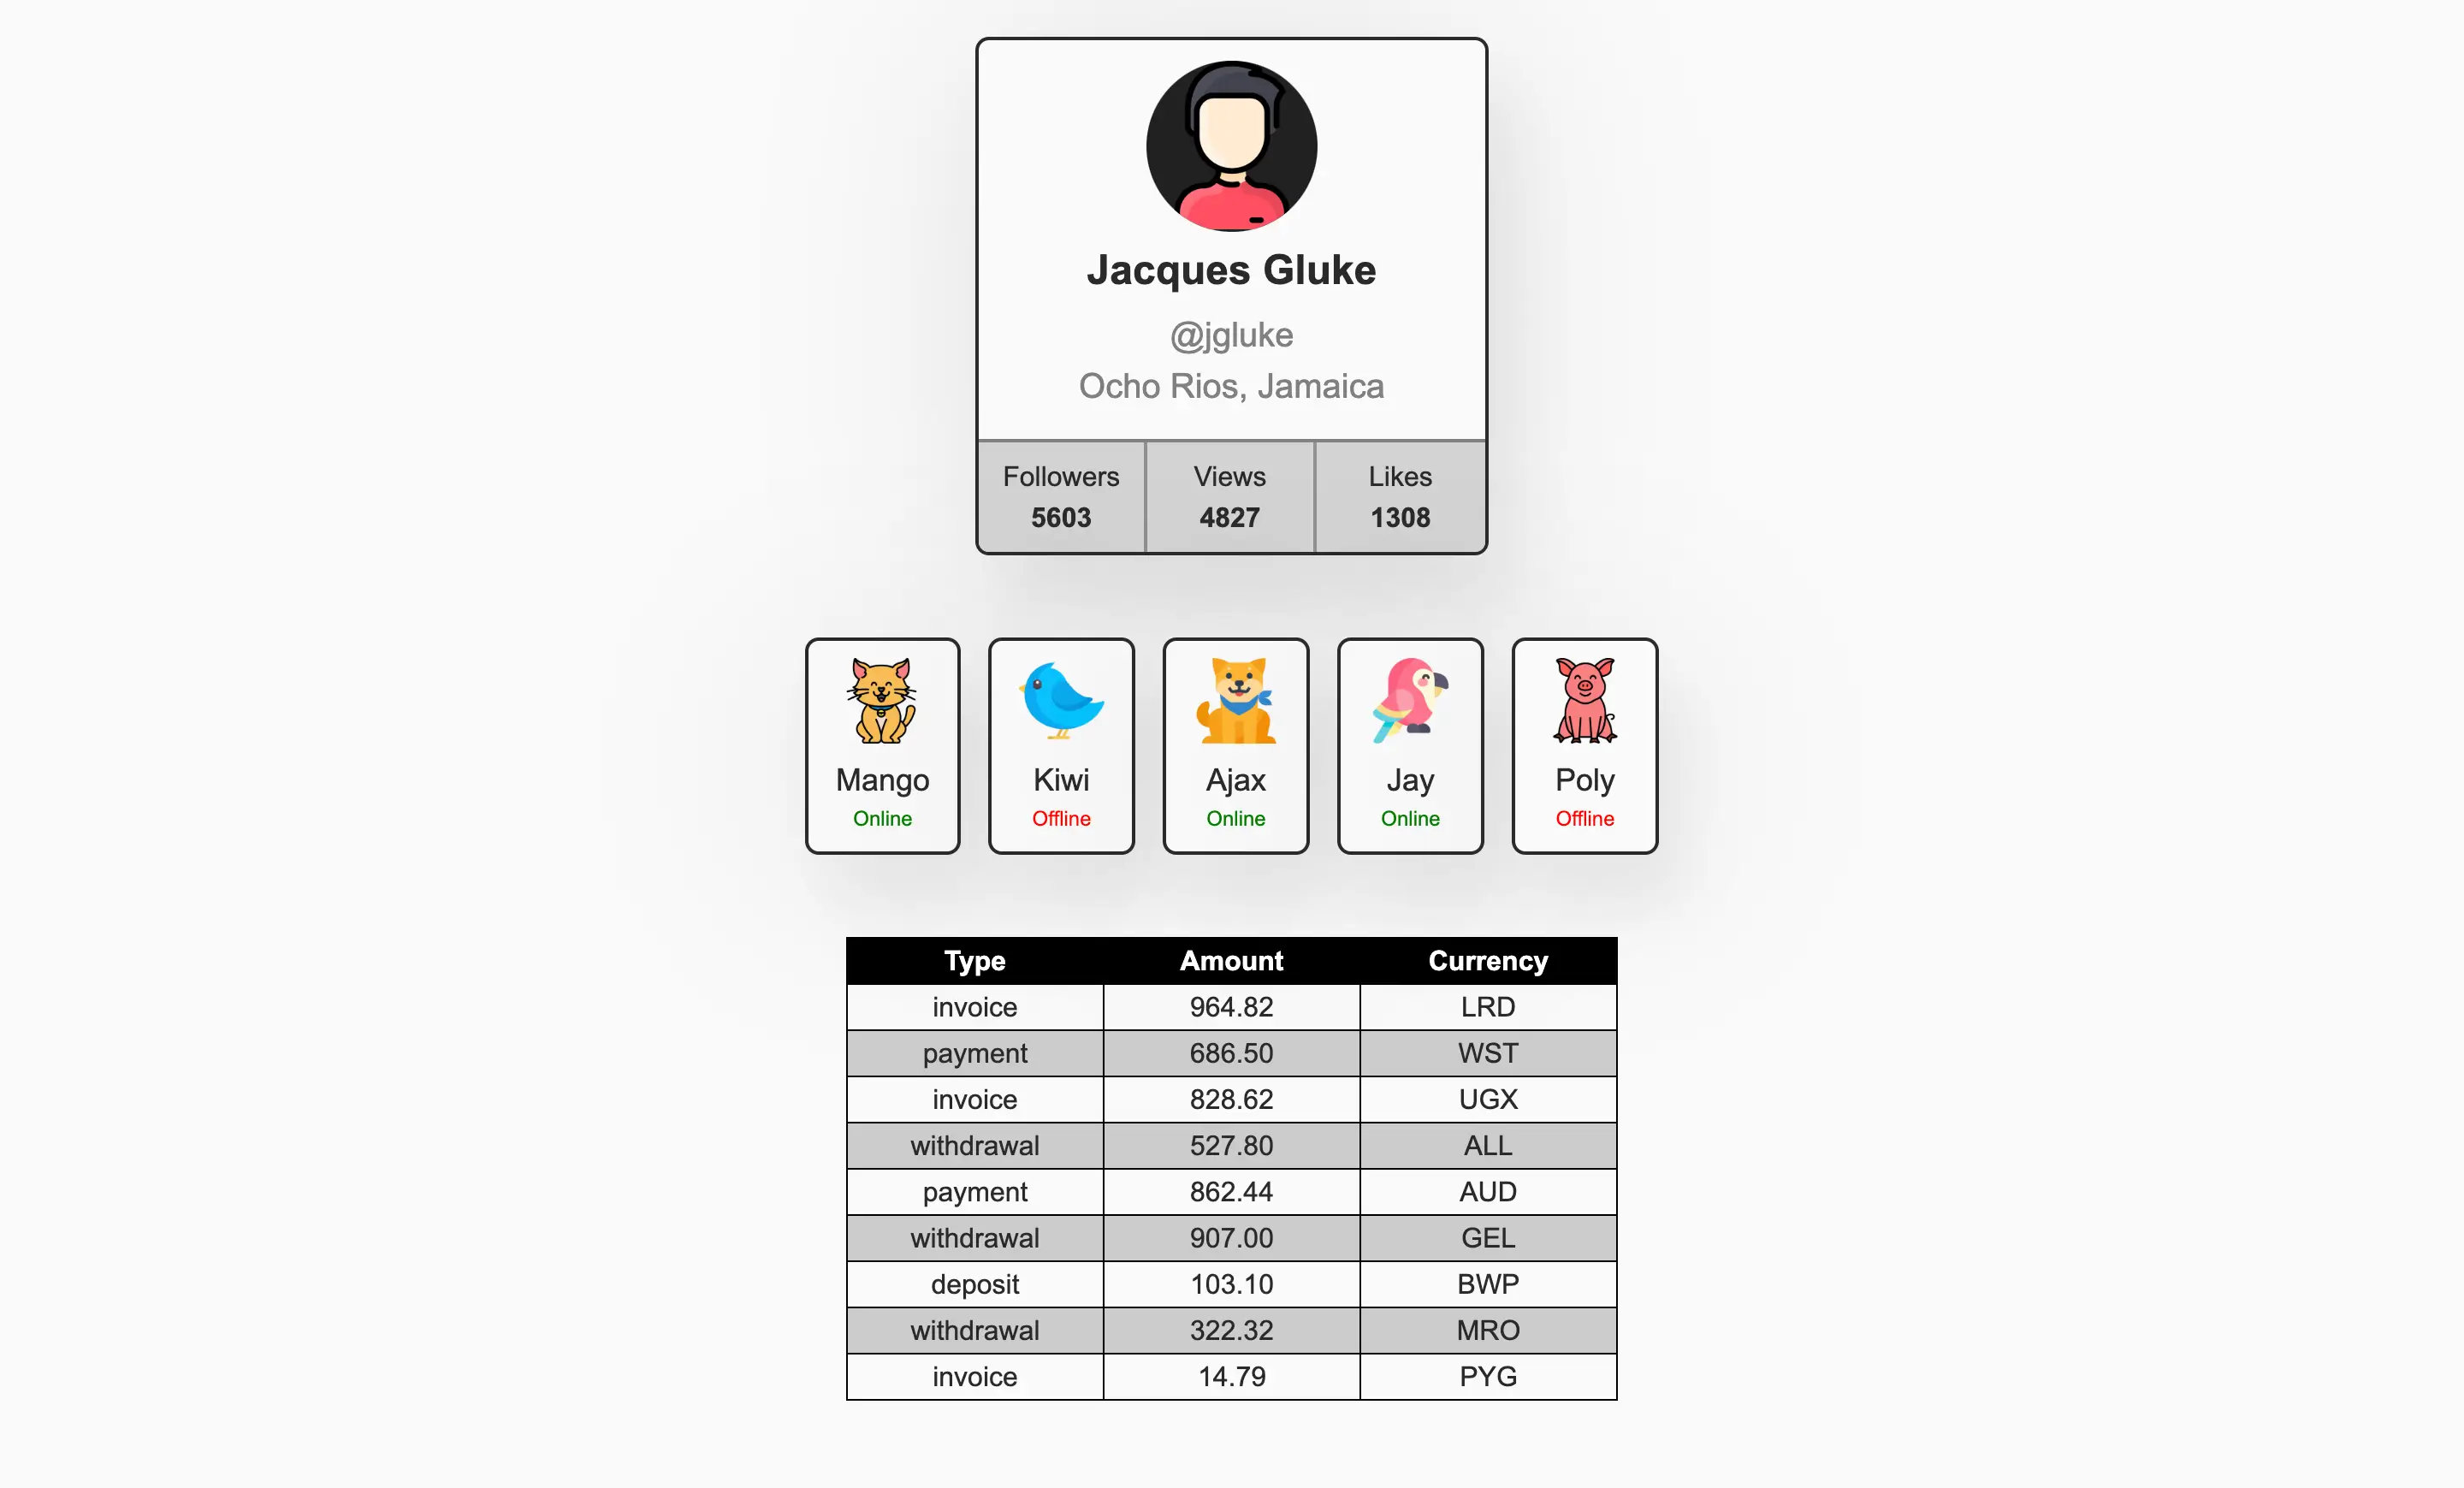 Jacques Gluke
@jgluke
Ocho Rios, Jamaica
Followers Views Likes
5603 4827 1308
Mango Kiwi Ajax Jay Poly
Online Offline Online Online Offline
Type Amount Currency
invoice 964.82 LRD
payment 686.50 WST
invoice 828.62 UGX
withdrawal 527.80 ALL
payment 862.44 AUD
withdrawal 907.00 GEL
deposit 103.10 BWP
withdrawal 322.32 MRO
invoice 14.79 PYG